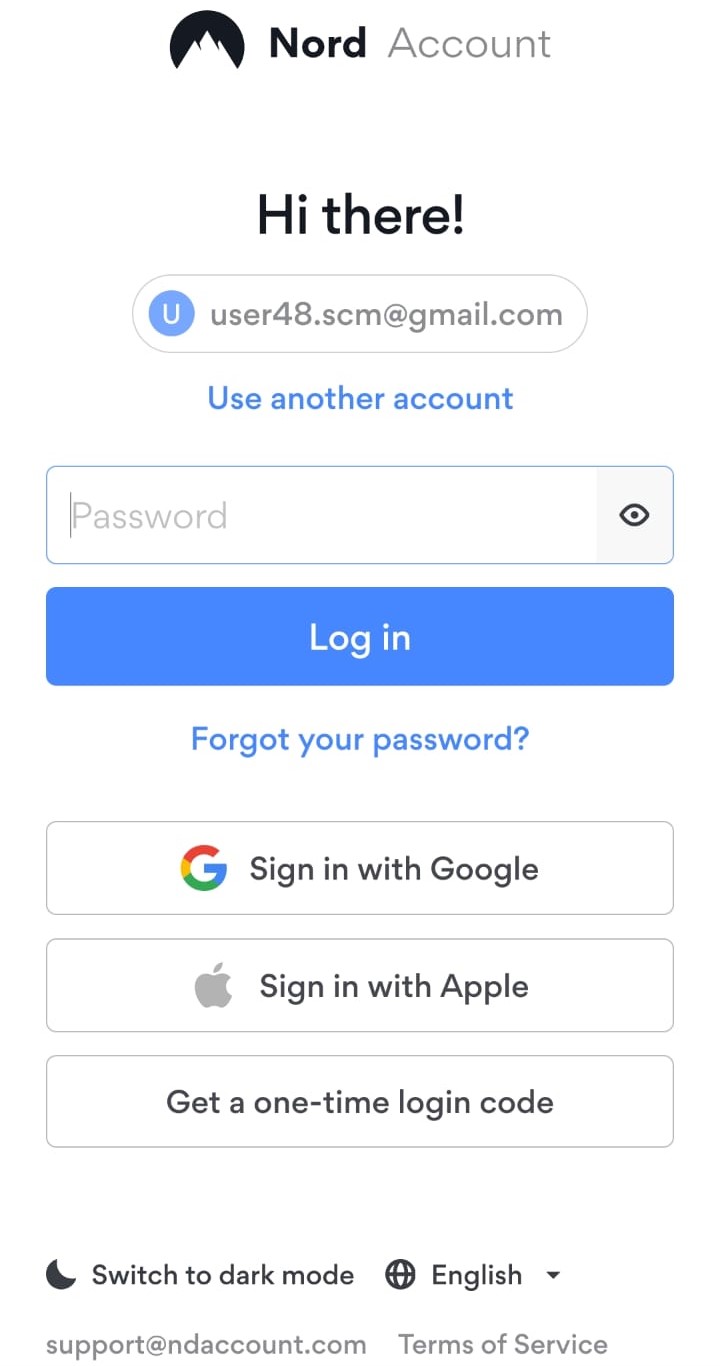 Nord Account
Hi there!
U user48.scm@gmail.com
Use another account
Password
Log in
Forgot your password?
Sign in with Google
Sign in with Apple
Get a one-time login code
Switch to dark mode English
support@ndaccount.com Terms of Service